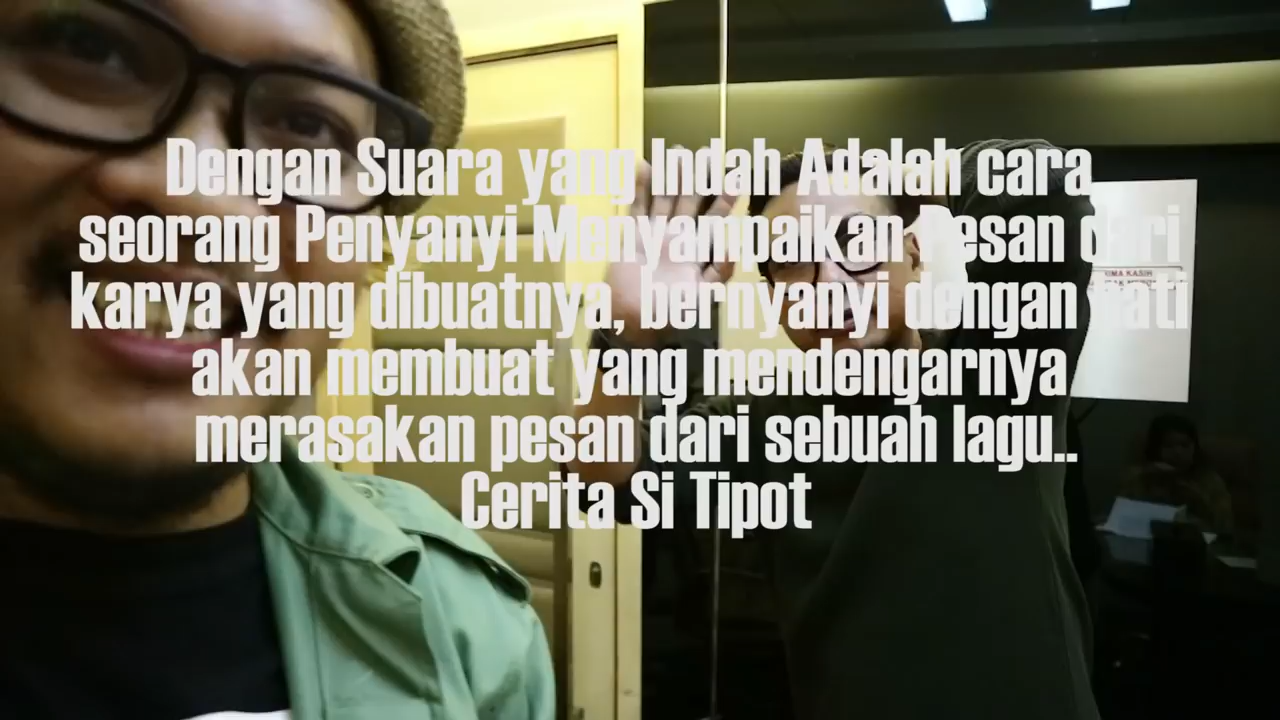 Dengan Suara yang Indah Adalah cara
seorang Penyanyi Menyampaikan Pesan dari
karya yang dibuatnya, bernyanyi dengan hati
akan membuat yang mendengarnya
merasakan pesan dari sebuah lagu..
Cerita Si Tipot
KASIH